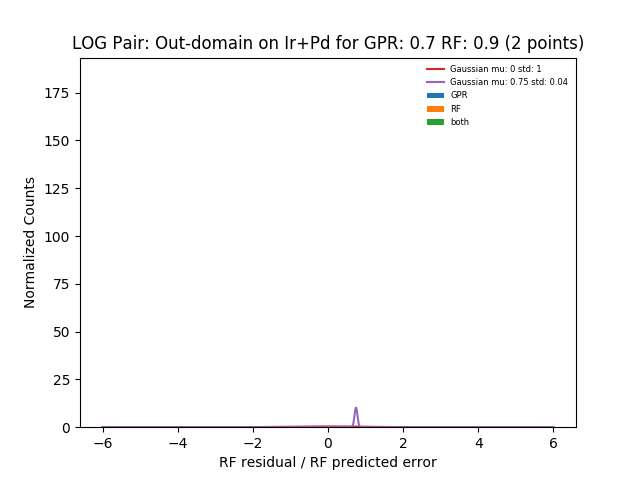 LOG Pair: Out-domain on Ir+Pd for GPR: 0.7 RF: 0.9 (2 points)
Gaussian mu: 0 std: 1
Gaussian mu: 0.75 std: 0.04
GPR
RF
both
Normalized Counts
175
150
125
100
75
50
25
0
−6 −4 −2 0 2 4 6
RF residual / RF predicted error